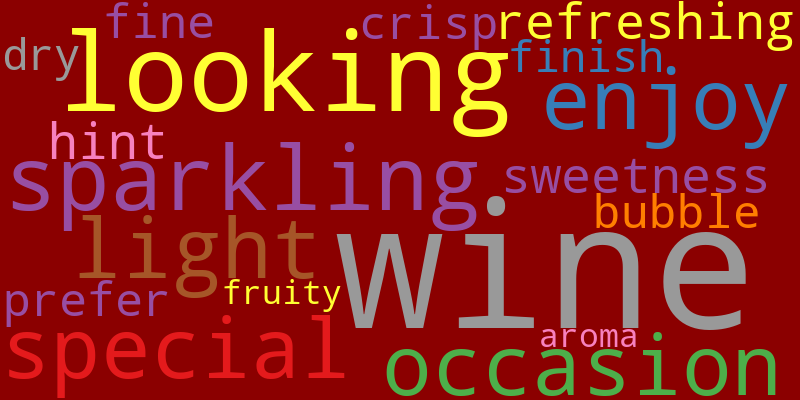 fine
crisp
refreshing
dry
looking
finish
enjoy
hint
sparkling
sweetness
bubble
light
wine
prefer
fruity
special
aroma
occasion